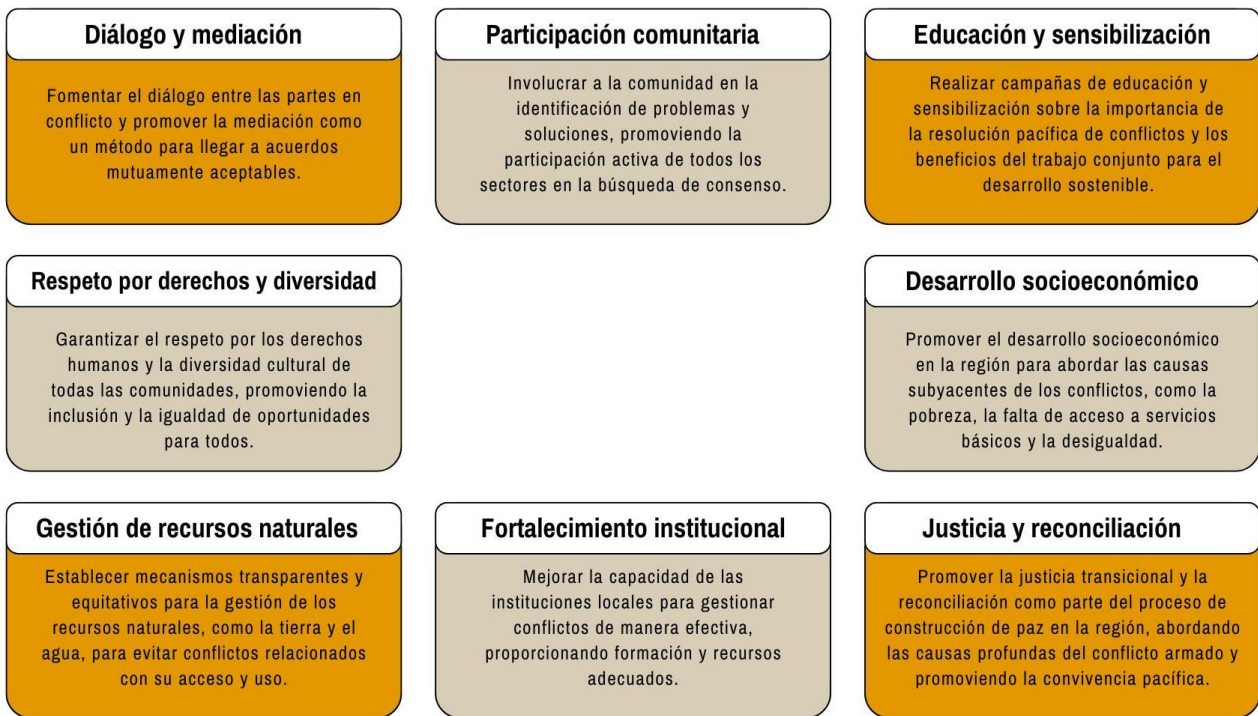 Diálogo y mediación
Fomentar el diálogo entre las partes en
conflicto y promover la mediación como
un método para llegar a acuerdos
mutuamente aceptables.
Participación comunitaria
Involucrar a la comunidad en la
identificación de problemas y
soluciones, promoviendo la
participación activa de todos los
sectores en la búsqueda de consenso.
Educación y sensibilización
Realizar campañas de educación y
sensibilización sobre la importancia de
la resolución pacífica de conflictos y los
beneficios del trabajo conjunto para el
desarrollo sostenible.
Respeto por derechos y diversidad
Garantizar el respeto por los derechos
humanos y la diversidad cultural de
todas las comunidades, promoviendo la
inclusión y la igualdad de oportunidades
para todos.
Desarrollo socioeconómico
Promover el desarrollo socioeconómico
en la región para abordar las causas
subyacentes de los conflictos, como la
pobreza, la falta de acceso a servicios
básicos y la desigualdad.
Gestión de recursos naturales
Establecer mecanismos transparentes y
equitativos para la gestión de los
recursos naturales, como la tierra y el
agua, para evitar conflictos relacionados
con su acceso y uso.
Fortalecimiento institucional
Mejorar la capacidad de las
instituciones locales para gestionar
conflictos de manera efectiva,
proporcionando formación y recursos
adecuados.
Justicia y reconciliación
Promover la justicia transicional y la
reconciliación como parte del proceso de
construcción de paz en la región, abordando
las causas profundas del conflicto armado y
promoviendo la convivencia pacífica.